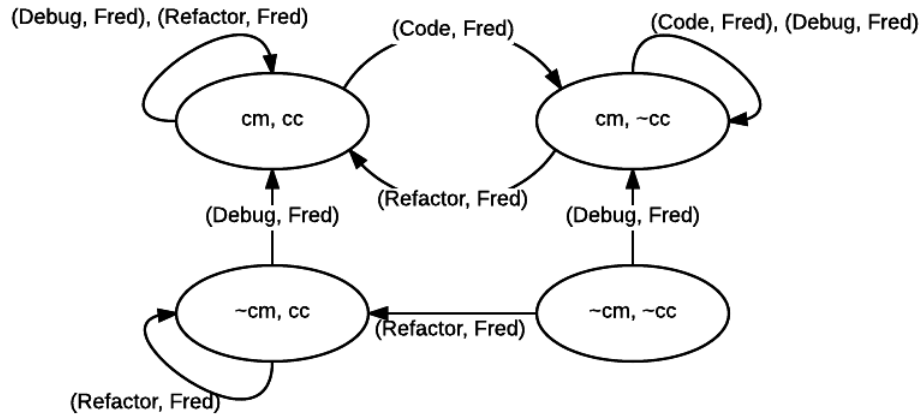 (Debug, Fred), (Refactor, Fred)
(Code, Fred)
(Code, Fred), (Debug, Fred)
cm, cc
cm, ~cc
(Refactor, Fred)
(Debug, Fred)
(Debug, Fred)
~cm, cc
~cm, ~cc
(Refactor, Fred)
(Refactor, Fred)